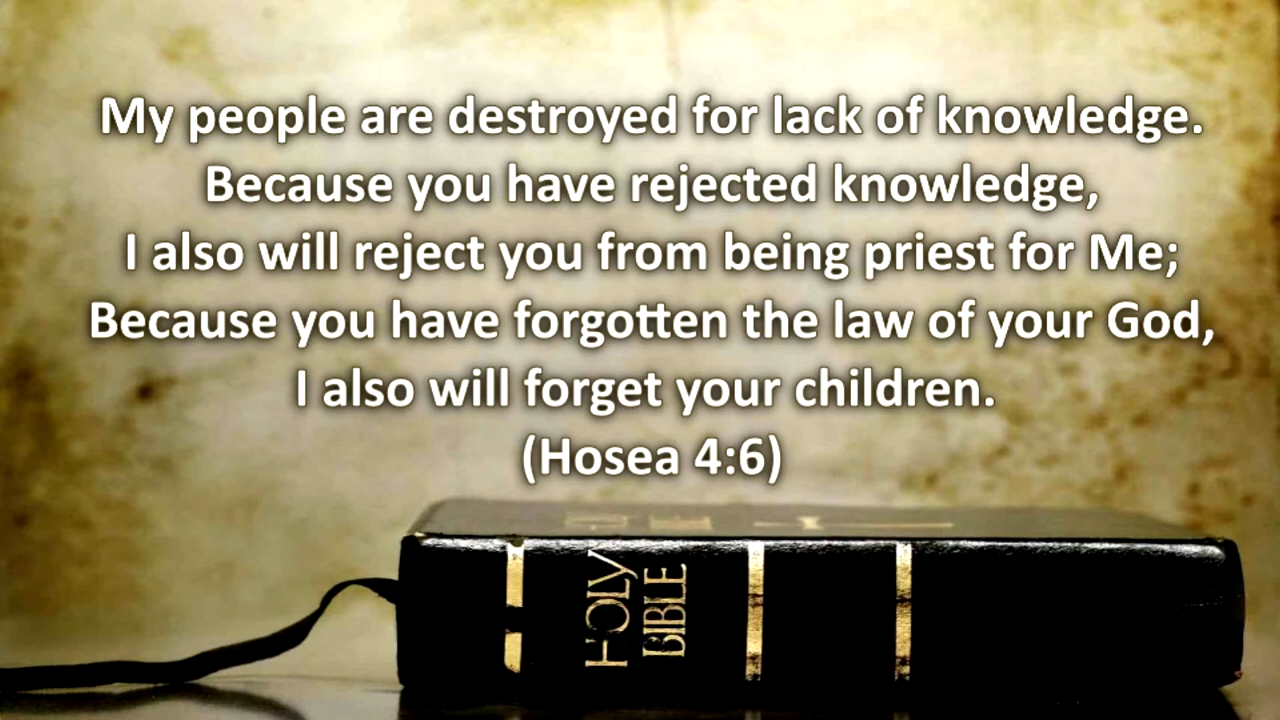 My people are destroyed for lack of knowledge.
Because you have rejected knowledge,
I also will reject you from being priest for Me;
Because you have forgotten the law of your God,
I also will forget your children.
(Hosea 4:6)
HOLY
BIBLE